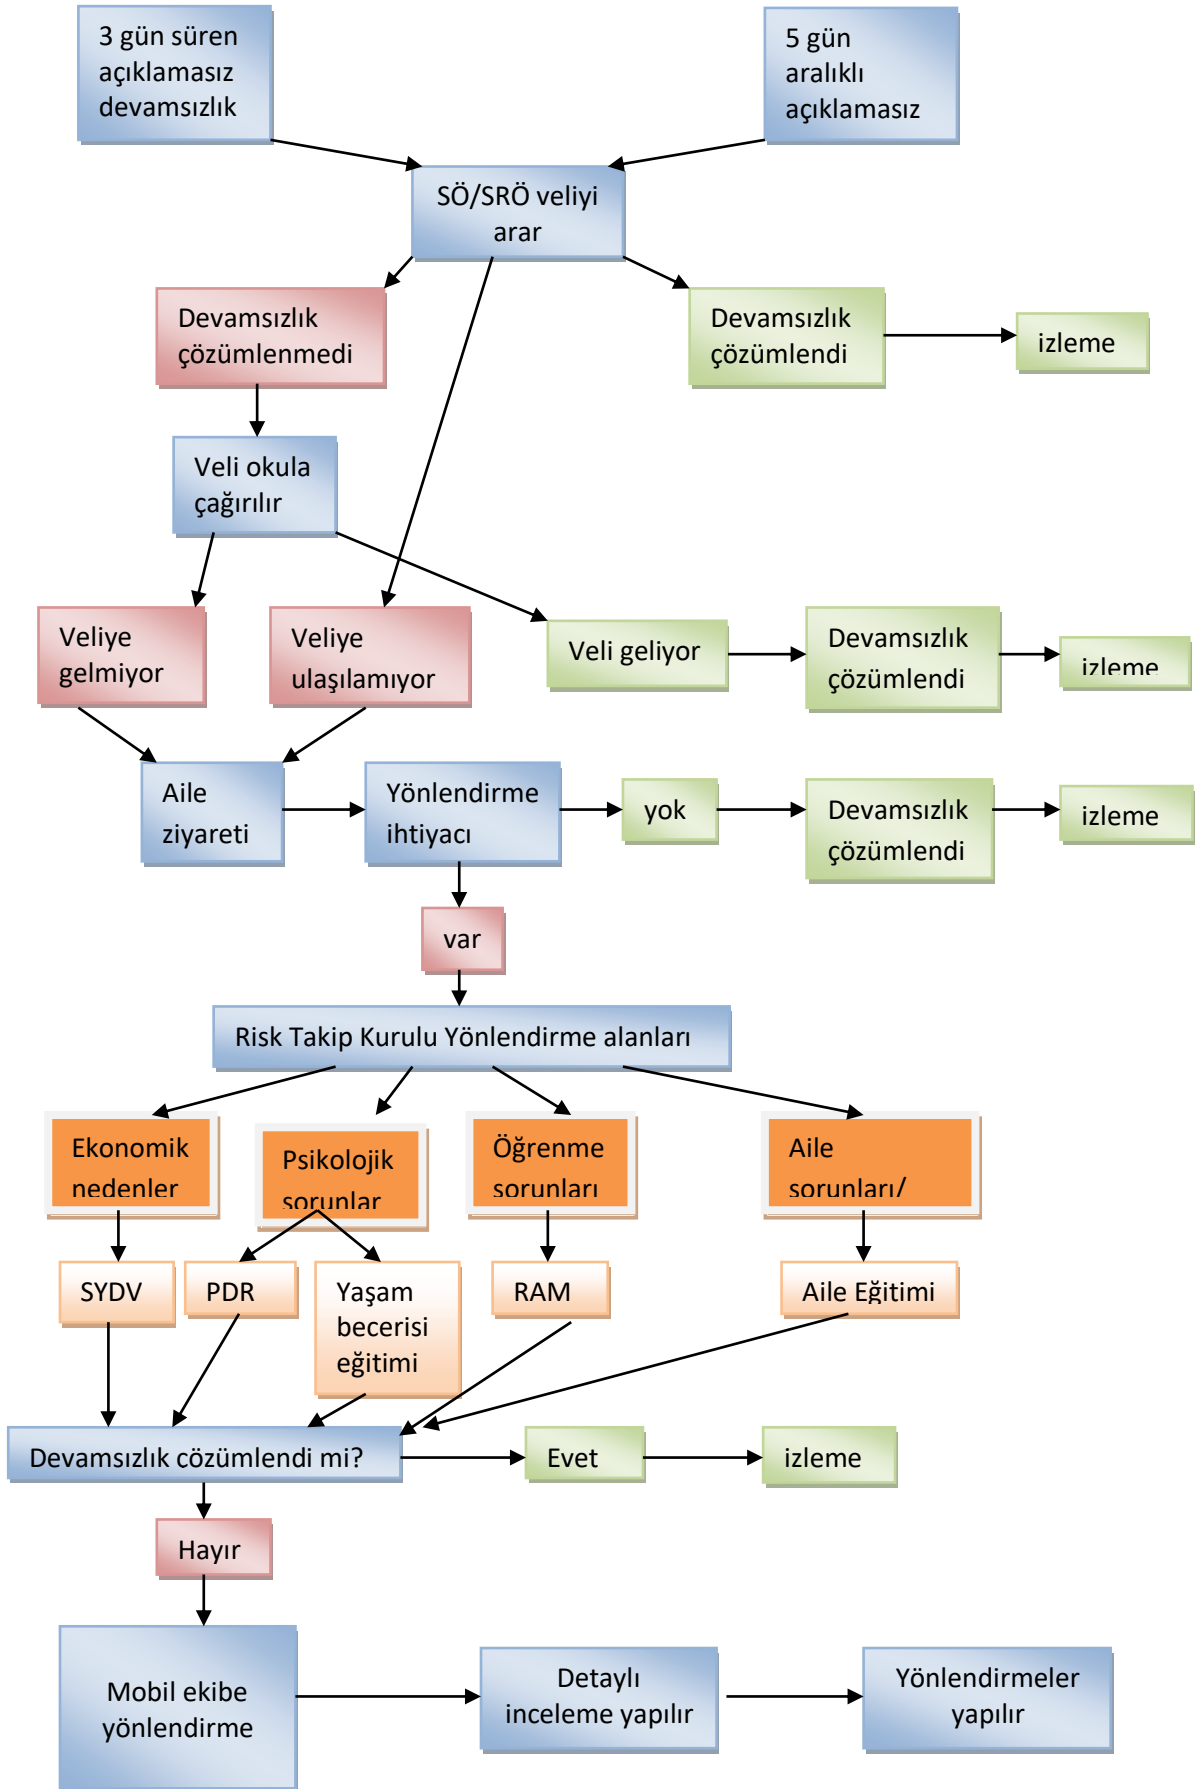 3 gün süren
açıklamasız
devamsızlık
5 gün
aralıklı
açıklamasız
SÖ/SRÖ veliyi
arar
Devamsızlık
çözümlenmedi
Devamsızlık
çözümlendi
izleme
Veli okula
çağırılır
Veliye
gelmiyor
Veliye
ulaşılamıyor
Veli geliyor
Devamsızlık
çözümlendi
izleme
Aile
ziyareti
Yönlendirme
ihtiyacı
yok
Devamsızlık
çözümlendi
izleme
var
Risk Takip Kurulu Yönlendirme alanları
Ekonomik
nedenler
Psikolojik
sorunlar
Öğrenme
sorunları
Aile
sorunları/
SYDV
PDR
Yaşam
becerisi
eğitimi
RAM
Aile Eğitimi
Devamsızlık çözümlendi mi?
Evet
izleme
Hayır
Mobil ekibe
yönlendirme
Detaylı
inceleme yapılır
Yönlendirmeler
yapılır